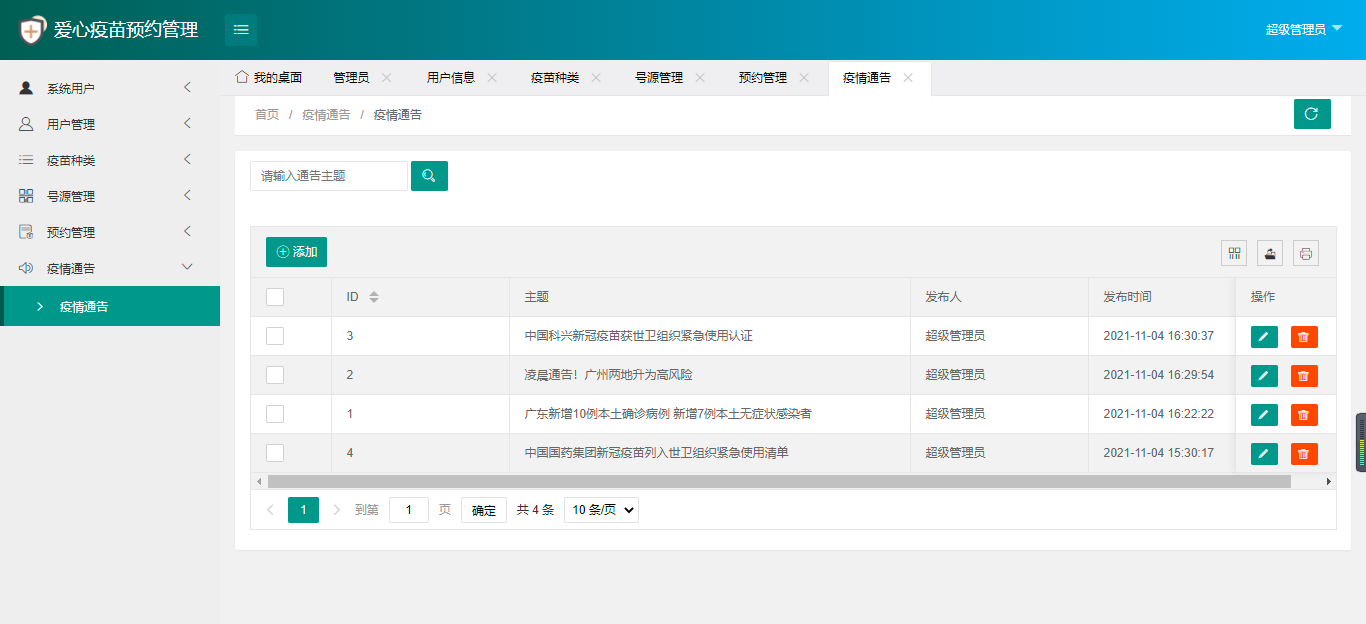 爱心疫苗预约管理
超级管理员
系统用户
用户管理
疫苗种类
号源管理
预约管理
疫情通告
疫情通告
我的桌面 管理员 用户信息 疫苗种类 号源管理 预约管理 疫情通告
首页 / 疫情通告 / 疫情通告
请输入通告主题
添加
ID 主题 发布人 发布时间 操作
3 中国科兴新冠疫苗获世卫组织紧急使用认证 超级管理员 2021-11-04 16:30:37
2 凌晨通告！广州两地升为高风险 超级管理员 2021-11-04 16:29:54
1 广东新增10例本土确诊病例 新增7例本土无症状感染者 超级管理员 2021-11-04 16:22:22
4 中国国药集团新冠疫苗列入世卫组织紧急使用清单 超级管理员 2021-11-04 15:30:17
1 到第 1 页 确定 共 4 条 10 条/页